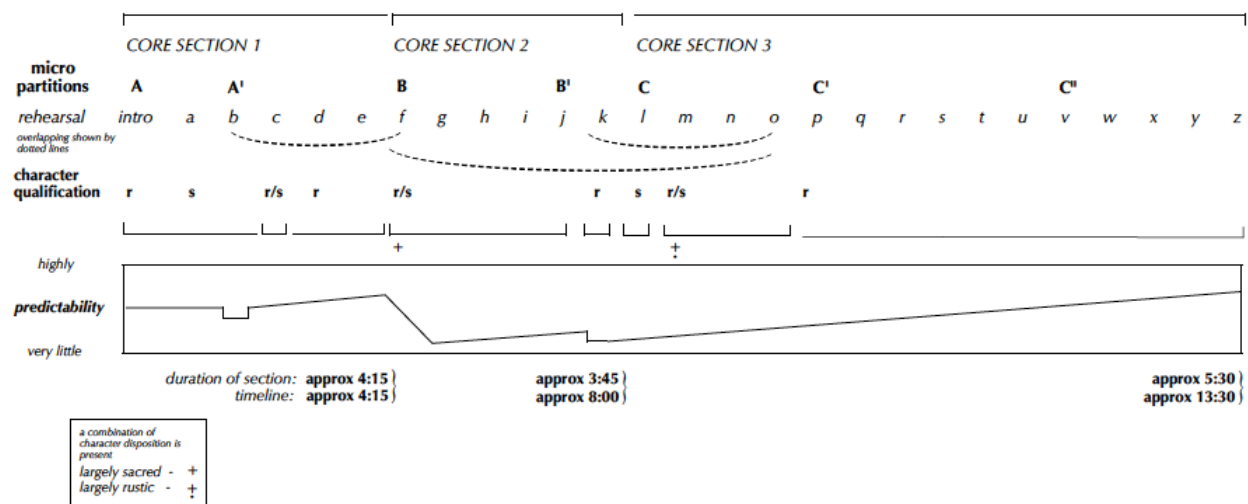 CORE SECTION 1 CORE SECTION 2 CORE SECTION 3
micro
partitions A A' B B' C C' C"
rehearsal intro a b c d e f g h i j k l m n o p q r s t u v w x y z
overlapping shown by
dotted lines
character
qualification r s r/s r r/s r s r/s r
+ +
highly
predictability
very little
duration of section: approx 4:15 } approx 3:45 } approx 5:30 }
timeline: approx 4:15 } approx 8:00 } approx 13:30 }
a combination of
character disposition is
present
largely sacred - +
largely rustic - +